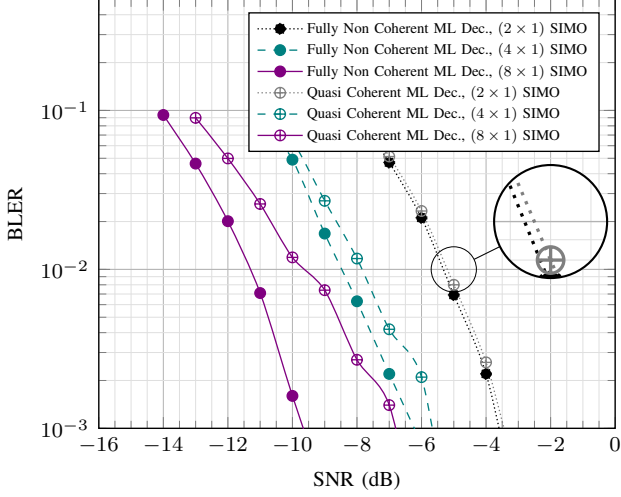 Fully Non Coherent ML Dec., (2 × 1) SIMO
Fully Non Coherent ML Dec., (4 × 1) SIMO
Fully Non Coherent ML Dec., (8 × 1) SIMO
Quasi Coherent ML Dec., (2 × 1) SIMO
Quasi Coherent ML Dec., (4 × 1) SIMO
Quasi Coherent ML Dec., (8 × 1) SIMO
10⁻¹
10⁻²
10⁻³
BLER
−16 −14 −12 −10 −8 −6 −4 −2 0
SNR (dB)